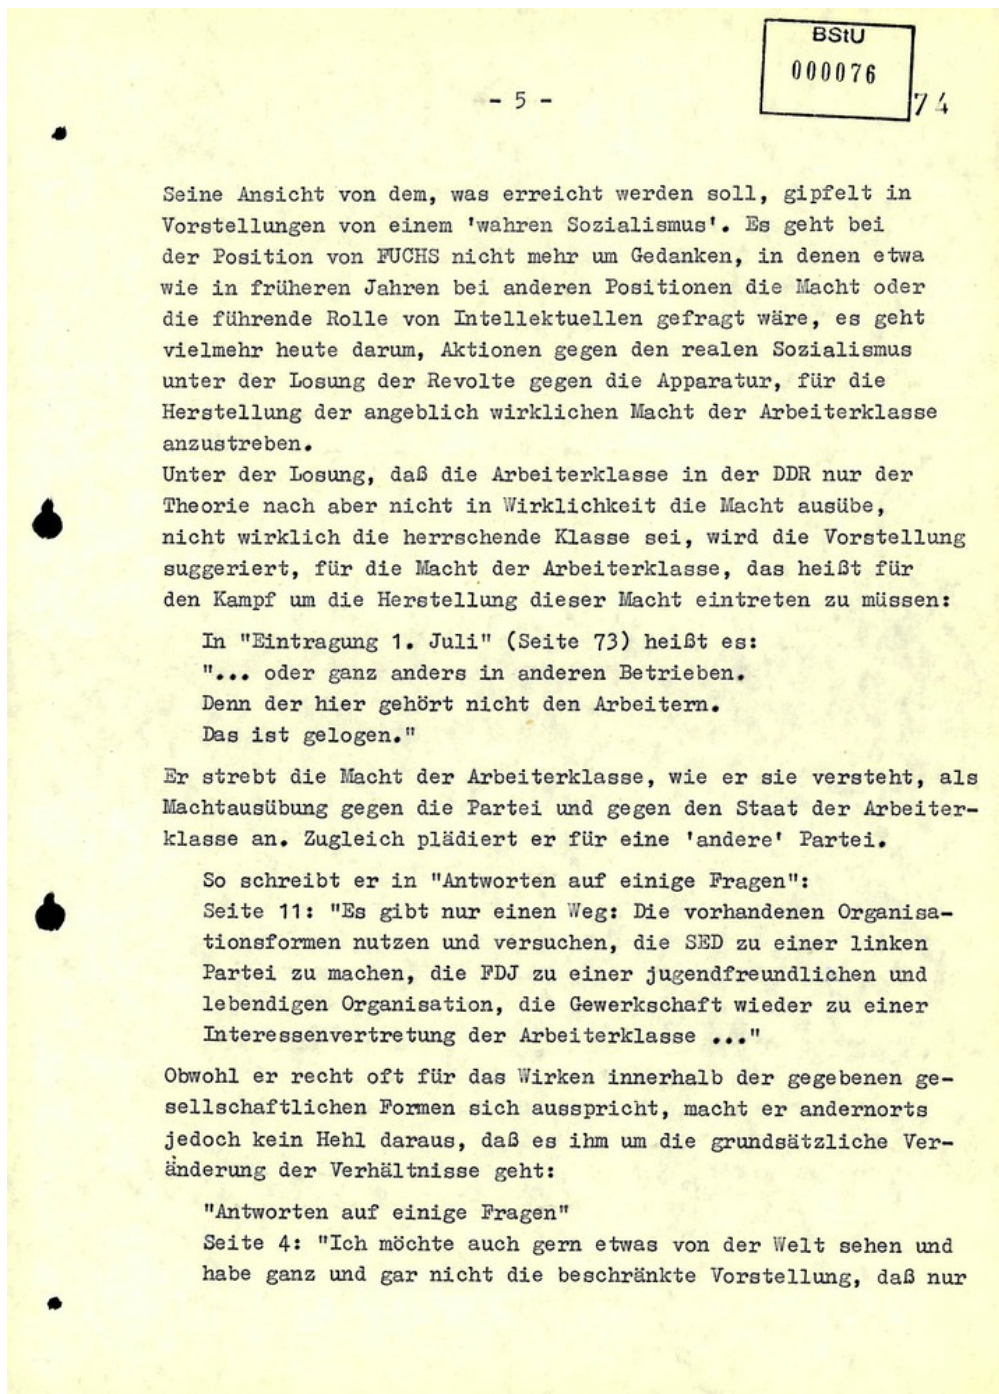 BStU
000076
- 5 -
74
Seine Ansicht von dem, was erreicht werden soll, gipfelt in
Vorstellungen von einem 'wahren Sozialismus'. Es geht bei
der Position von FUCHS nicht mehr um Gedanken, in denen etwa
wie in früheren Jahren bei anderen Positionen die Macht oder
die führende Rolle von Intellektuellen gefragt wäre, es geht
vielmehr heute darum, Aktionen gegen den realen Sozialismus
unter der Losung der Revolte gegen die Apparatur, für die
Herstellung der angeblich wirklichen Macht der Arbeiterklasse
anzustreben.
Unter der Losung, daß die Arbeiterklasse in der DDR nur der
Theorie nach aber nicht in Wirklichkeit die Macht ausübe,
nicht wirklich die herrschende Klasse sei, wird die Vorstellung
suggeriert, für die Macht der Arbeiterklasse, das heißt für
den Kampf um die Herstellung dieser Macht eintreten zu müssen:
In "Eintragung 1. Juli" (Seite 73) heißt es:
"... oder ganz anders in anderen Betrieben.
Denn der hier gehört nicht den Arbeitern.
Das ist gelogen."
Er strebt die Macht der Arbeiterklasse, wie er sie versteht, als
Machtausübung gegen die Partei und gegen den Staat der Arbeiter-
klasse an. Zugleich plädiert er für eine 'andere' Partei.
So schreibt er in "Antworten auf einige Fragen":
Seite 11: "Es gibt nur einen Weg: Die vorhandenen Organisa-
tionsformen nutzen und versuchen, die SED zu einer linken
Partei zu machen, die FDJ zu einer jugendfreundlichen und
lebendigen Organisation, die Gewerkschaft wieder zu einer
Interessenvertretung der Arbeiterklasse ..."
Obwohl er recht oft für das Wirken innerhalb der gegebenen ge-
sellschaftlichen Formen sich ausspricht, macht er andernorts
jedoch kein Hehl daraus, daß es ihm um die grundsätzliche Ver-
änderung der Verhältnisse geht:
"Antworten auf einige Fragen"
Seite 4: "Ich möchte auch gern etwas von der Welt sehen und
habe ganz und gar nicht die beschränkte Vorstellung, daß nur